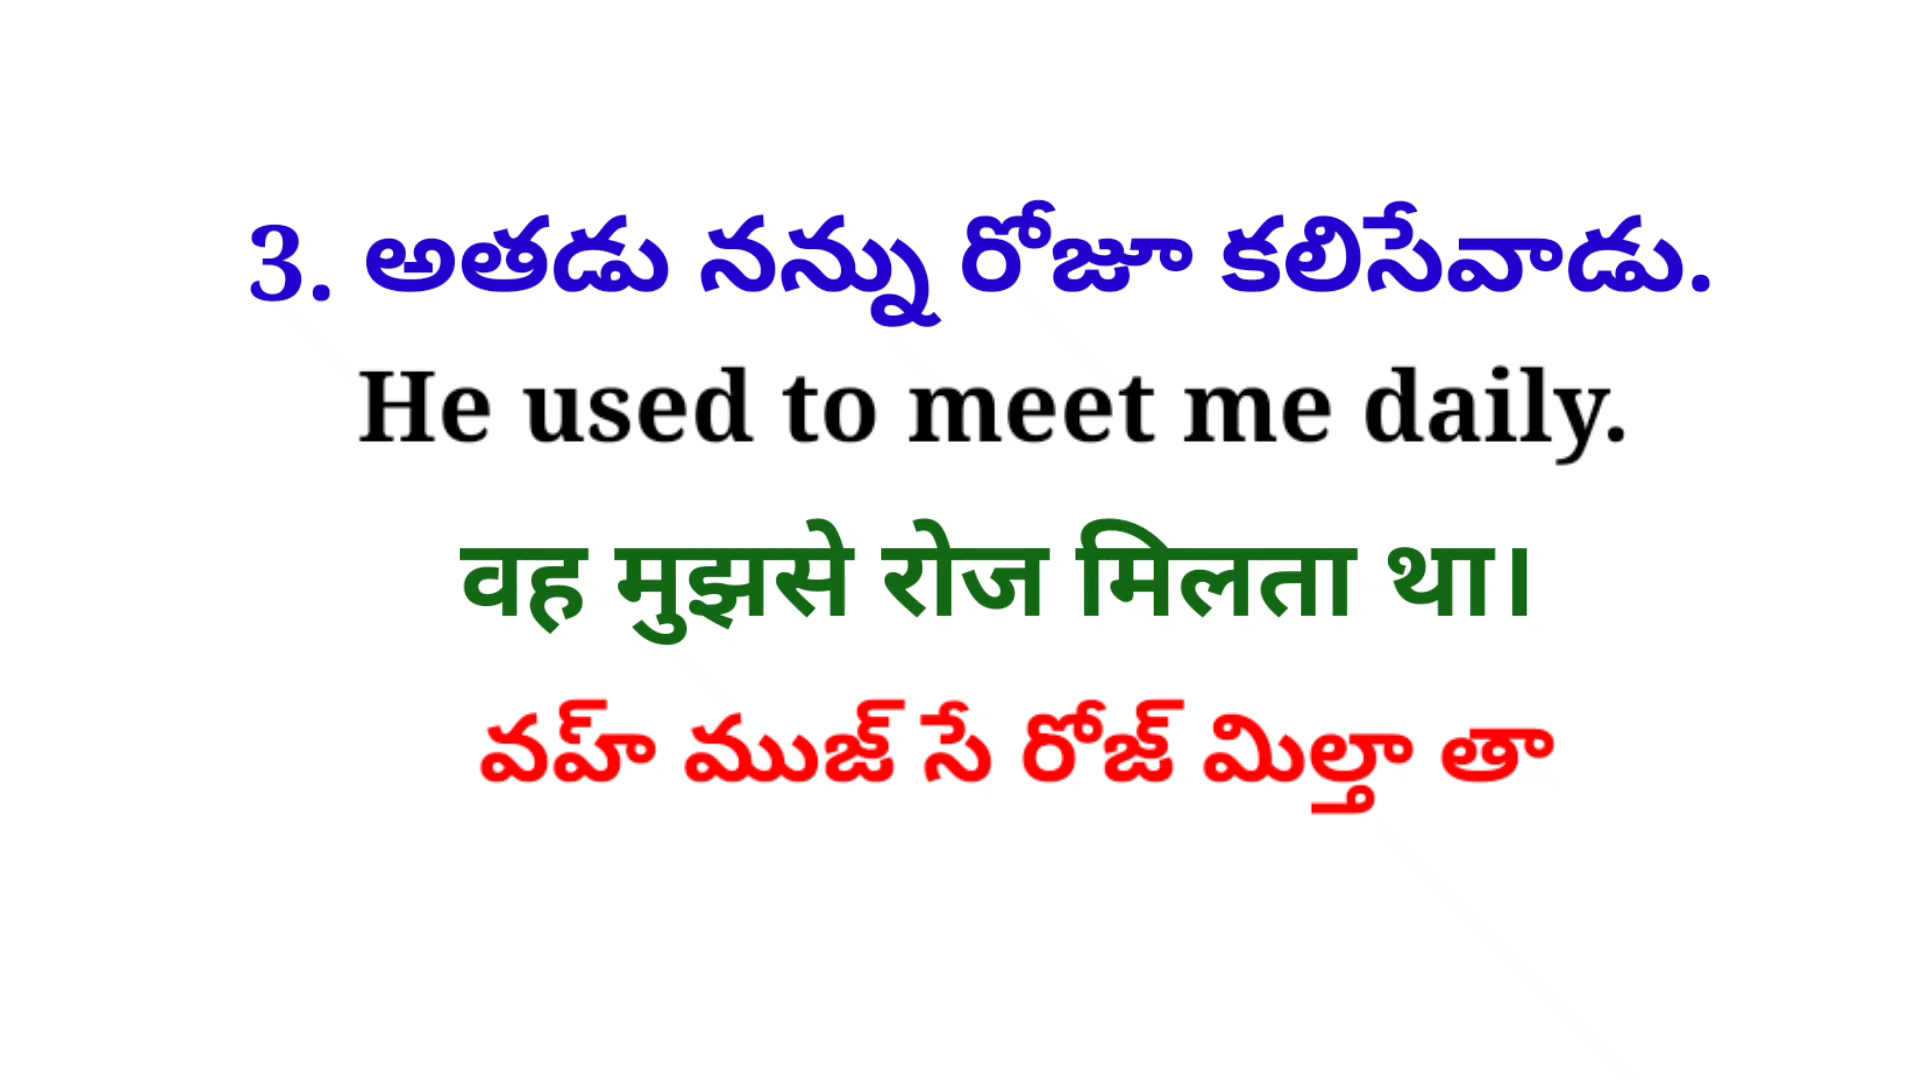 3. అతడు నన్ను రోజూ కలిసేవాడు.
He used to meet me daily.
वह मुझसे रोज मिलता था।
వహ్ ముజ్ సే రోజ్ మిల్తా తా